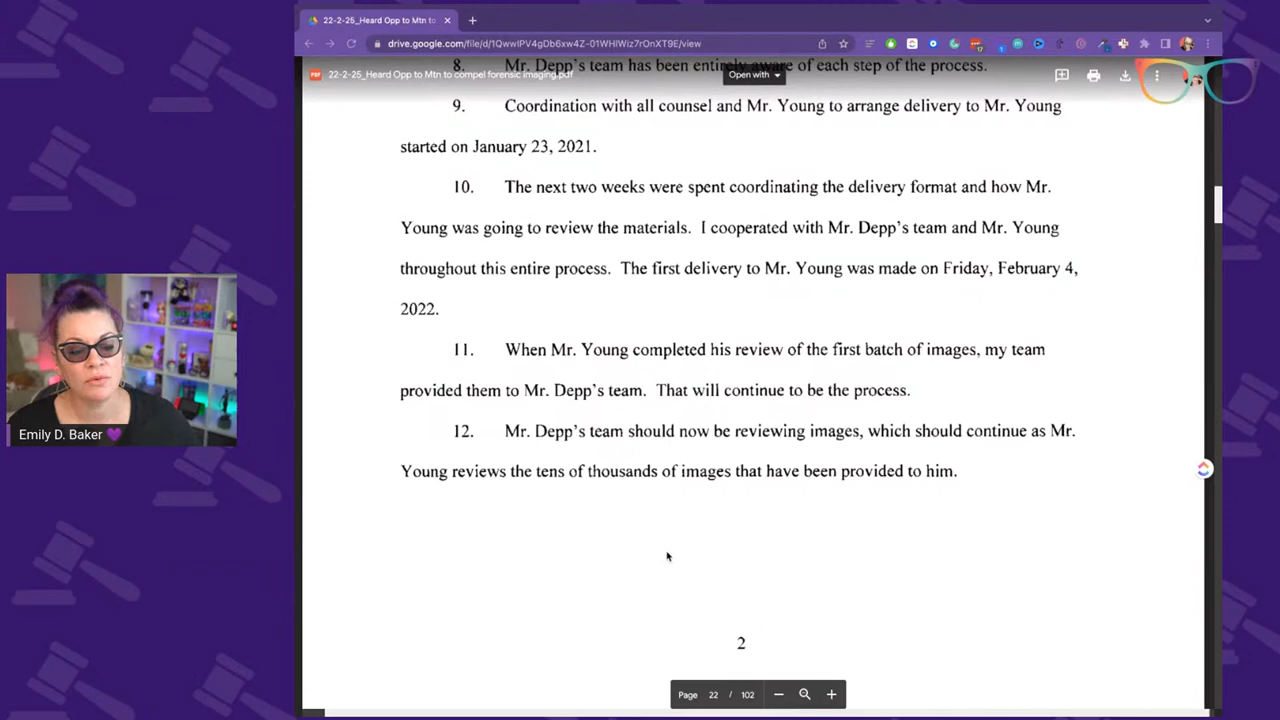 22-2-25_Heard Opp to Mtn to
drive.google.com/file/d/1QwwlPV4gDb6xw4Z-01WHlWiz7rOnXT9E/view
8. Mr. Depp's team has been entirely aware of each step of the process.
22-2-25_Heard Opp to Mtn to compel forensic imaging.pdf
Open with
9. Coordination with all counsel and Mr. Young to arrange delivery to Mr. Young
started on January 23, 2021.
10. The next two weeks were spent coordinating the delivery format and how Mr.
Young was going to review the materials. I cooperated with Mr. Depp's team and Mr. Young
throughout this entire process. The first delivery to Mr. Young was made on Friday, February 4,
2022.
11. When Mr. Young completed his review of the first batch of images, my team
provided them to Mr. Depp's team. That will continue to be the process.
12. Mr. Depp's team should now be reviewing images, which should continue as Mr.
Young reviews the tens of thousands of images that have been provided to him.
Emily D. Baker 💜
2
Page 22 / 102